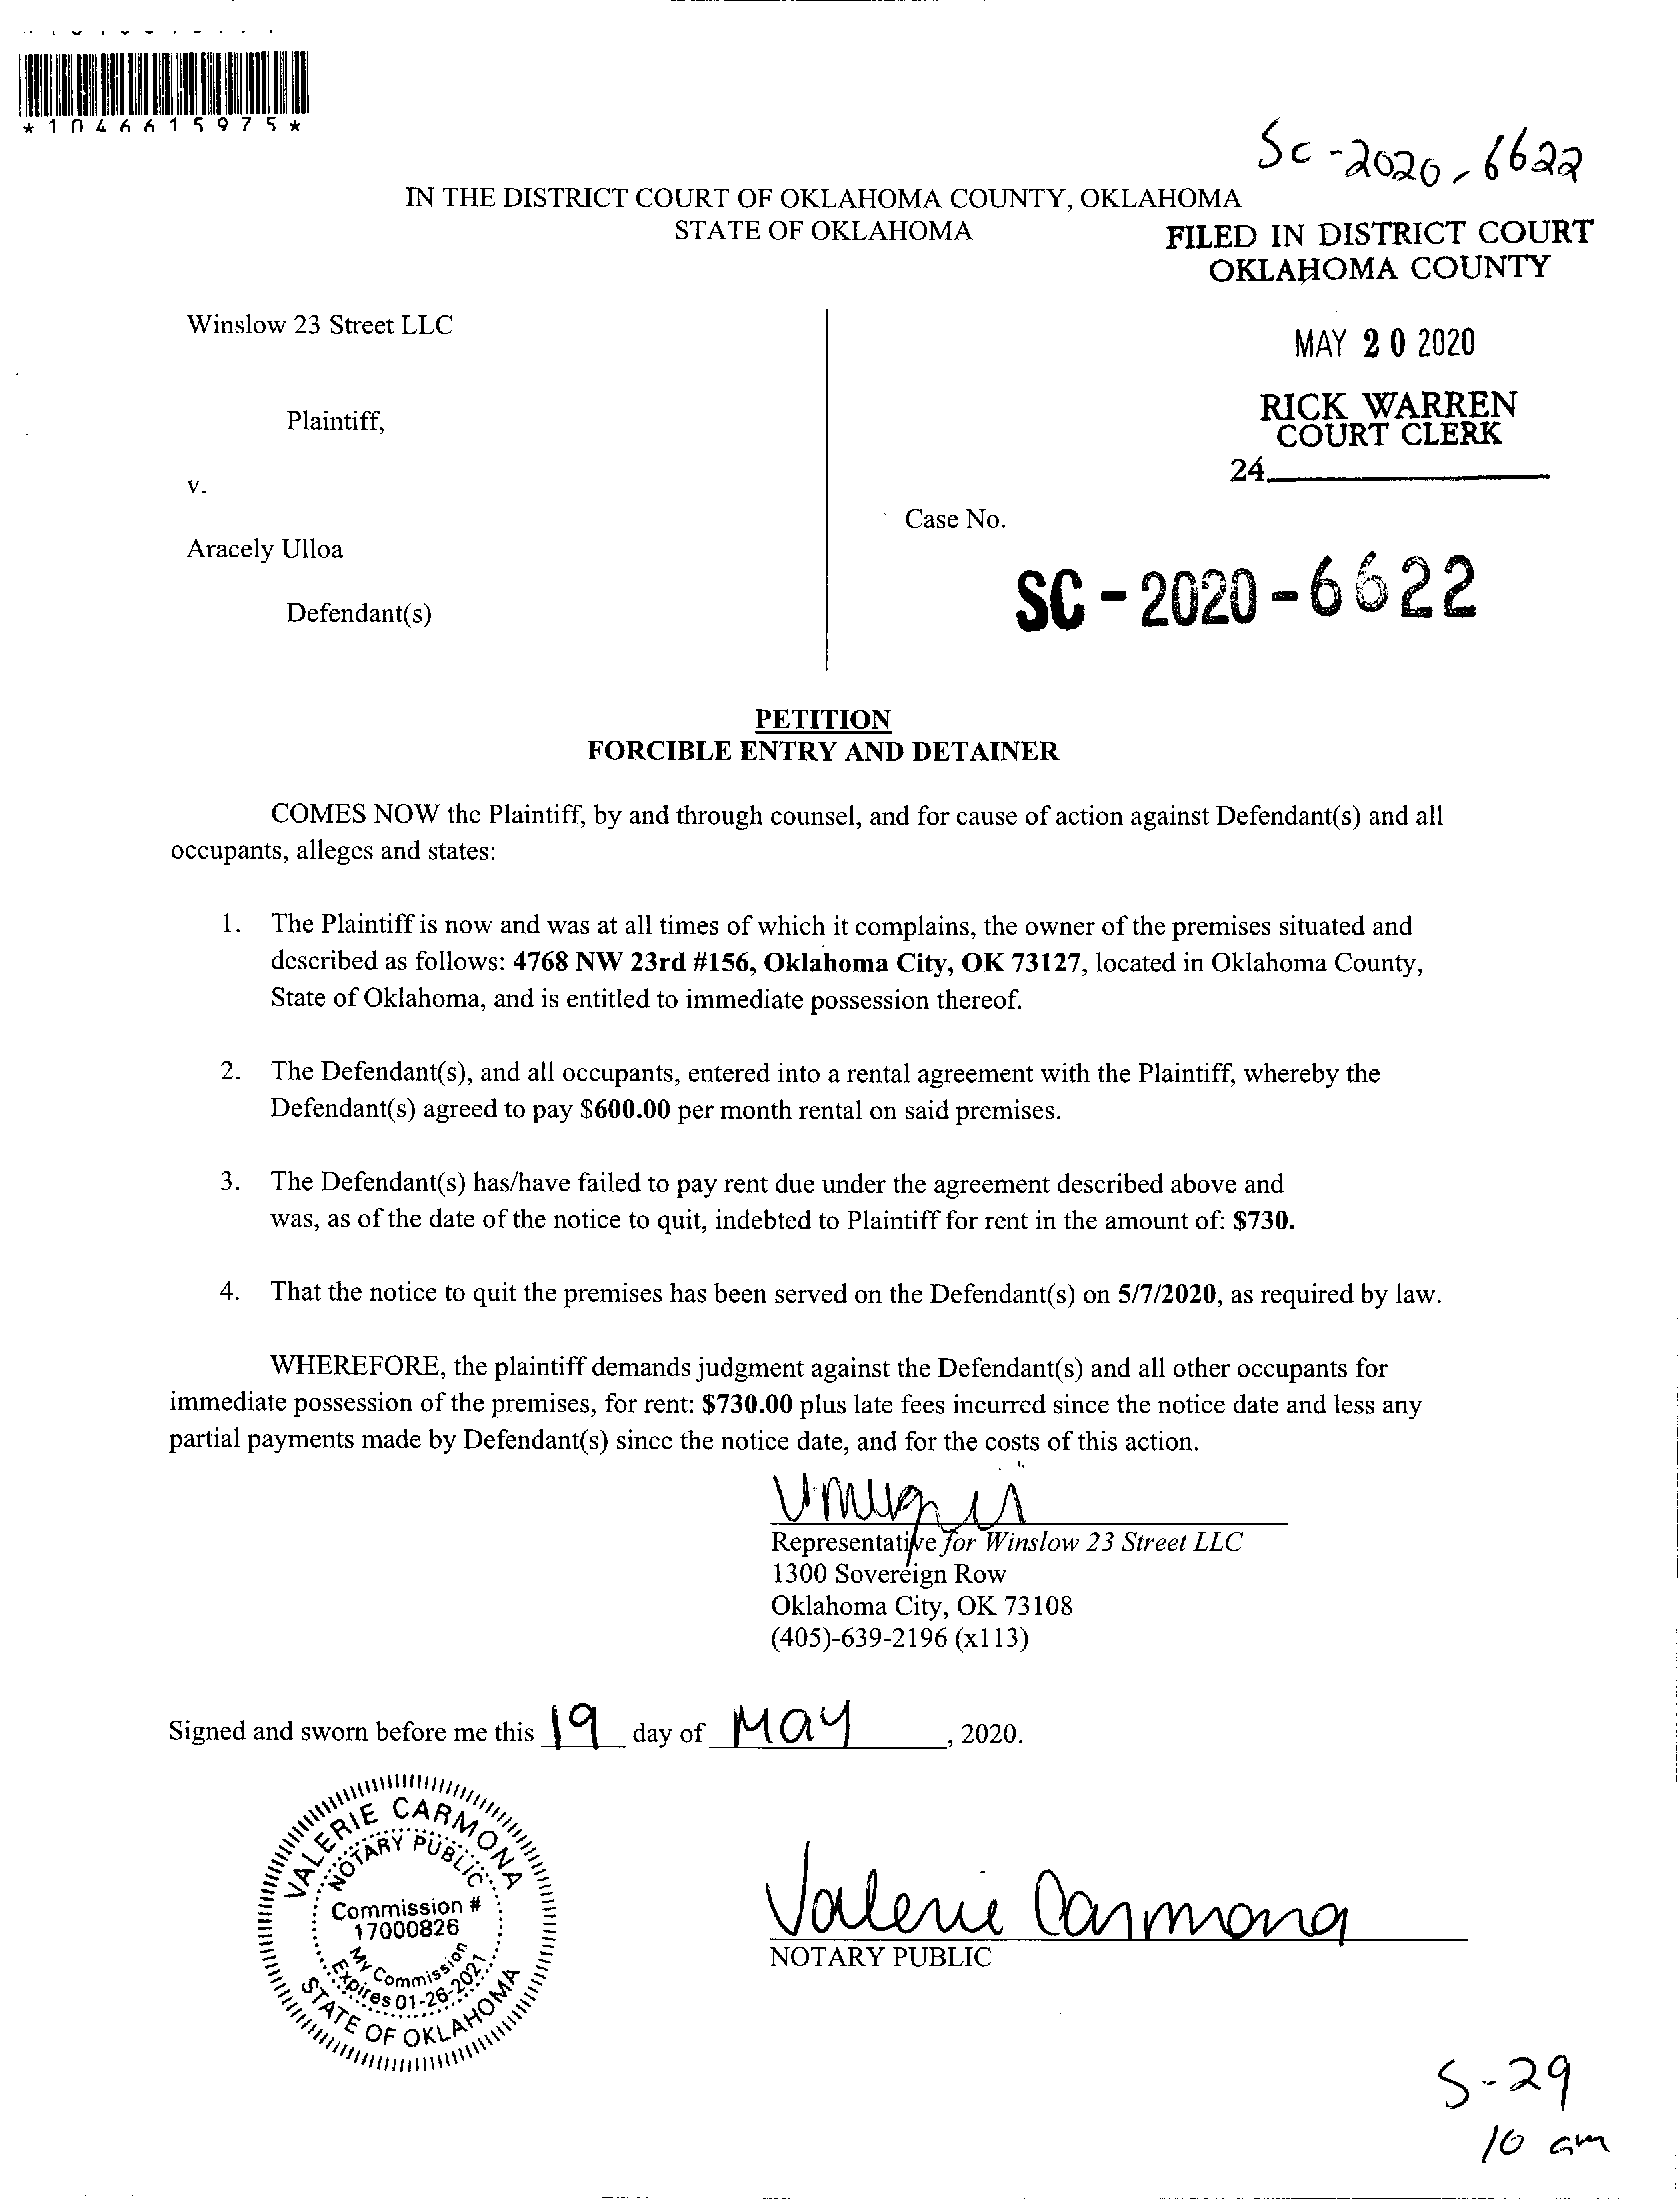 *1046615975*
SC-2020-6622
IN THE DISTRICT COURT OF OKLAHOMA COUNTY, OKLAHOMA
STATE OF OKLAHOMA
FILED IN DISTRICT COURT
OKLAHOMA COUNTY
MAY 20 2020
RICK WARREN
COURT CLERK
24
Winslow 23 Street LLC
Plaintiff,
v.
Case No.
Aracely Ulloa
SC-2020-6622
Defendant(s)
PETITION
FORCIBLE ENTRY AND DETAINER
COMES NOW the Plaintiff, by and through counsel, and for cause of action against Defendant(s) and all
occupants, alleges and states:
1. The Plaintiff is now and was at all times of which it complains, the owner of the premises situated and
described as follows: 4768 NW 23rd #156, Oklahoma City, OK 73127, located in Oklahoma County,
State of Oklahoma, and is entitled to immediate possession thereof.
2. The Defendant(s), and all occupants, entered into a rental agreement with the Plaintiff, whereby the
Defendant(s) agreed to pay $600.00 per month rental on said premises.
3. The Defendant(s) has/have failed to pay rent due under the agreement described above and
was, as of the date of the notice to quit, indebted to Plaintiff for rent in the amount of: $730.
4. That the notice to quit the premises has been served on the Defendant(s) on 5/7/2020, as required by law.
WHEREFORE, the plaintiff demands judgment against the Defendant(s) and all other occupants for
immediate possession of the premises, for rent: $730.00 plus late fees incurred since the notice date and less any
partial payments made by Defendant(s) since the notice date, and for the costs of this action.
Representative for Winslow 23 Street LLC
1300 Sovereign Row
Oklahoma City, OK 73108
(405)-639-2196 (x113)
Signed and sworn before me this 19 day of MAY, 2020.
VALERIE CARMONA
NOTARY PUBLIC
Commission #
17000826
My Commission
Expires 01-26-2021
STATE OF OKLAHOMA
Valerie Carmona
NOTARY PUBLIC
5-29
10 am